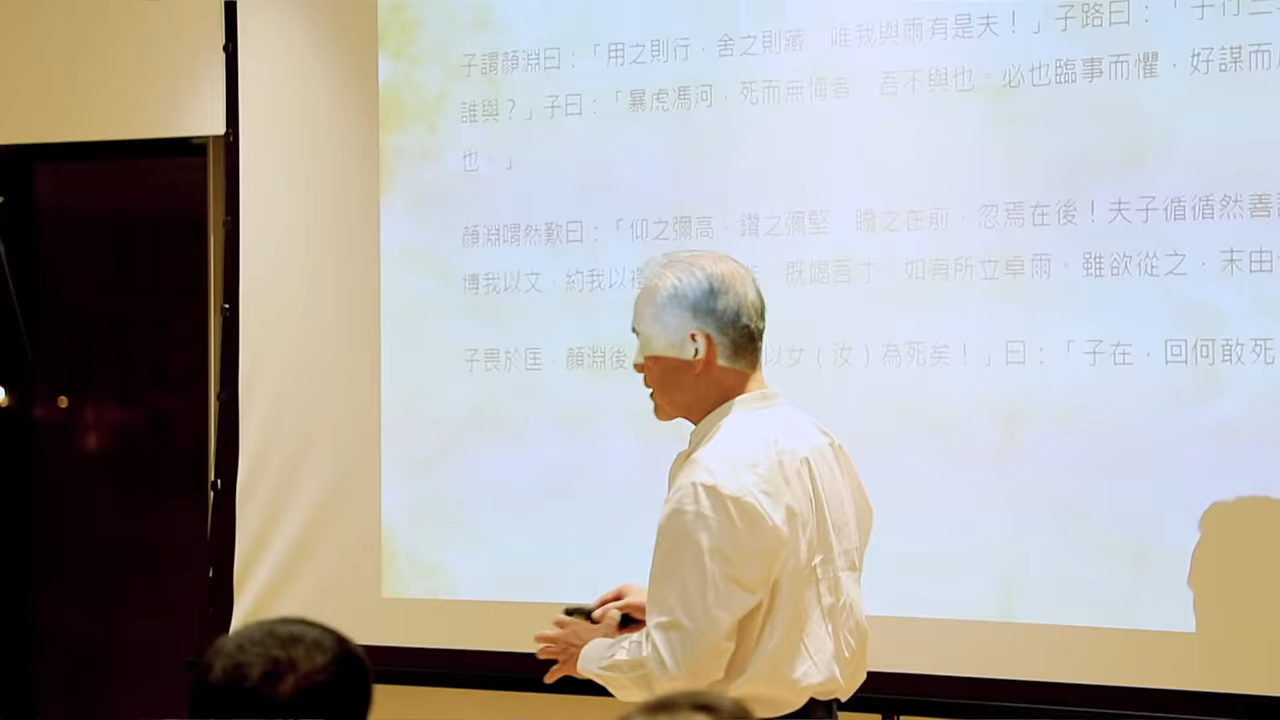 子謂顏淵曰：「用之則行，舍之則藏，唯我與爾有是夫！」子路曰：「子行三
誰與？」子曰：「暴虎馮河，死而無悔者，吾不與也。必也臨事而懼，好謀而
也。」
顏淵喟然歎曰：「仰之彌高，鑽之彌堅，瞻之在前，忽焉在後！夫子循循然善
博我以文，約我以禮 既竭吾才，如有所立卓爾。雖欲從之，末由
子畏於匡，顏淵後 以女（汝）為死矣！」曰：「子在，回何敢死